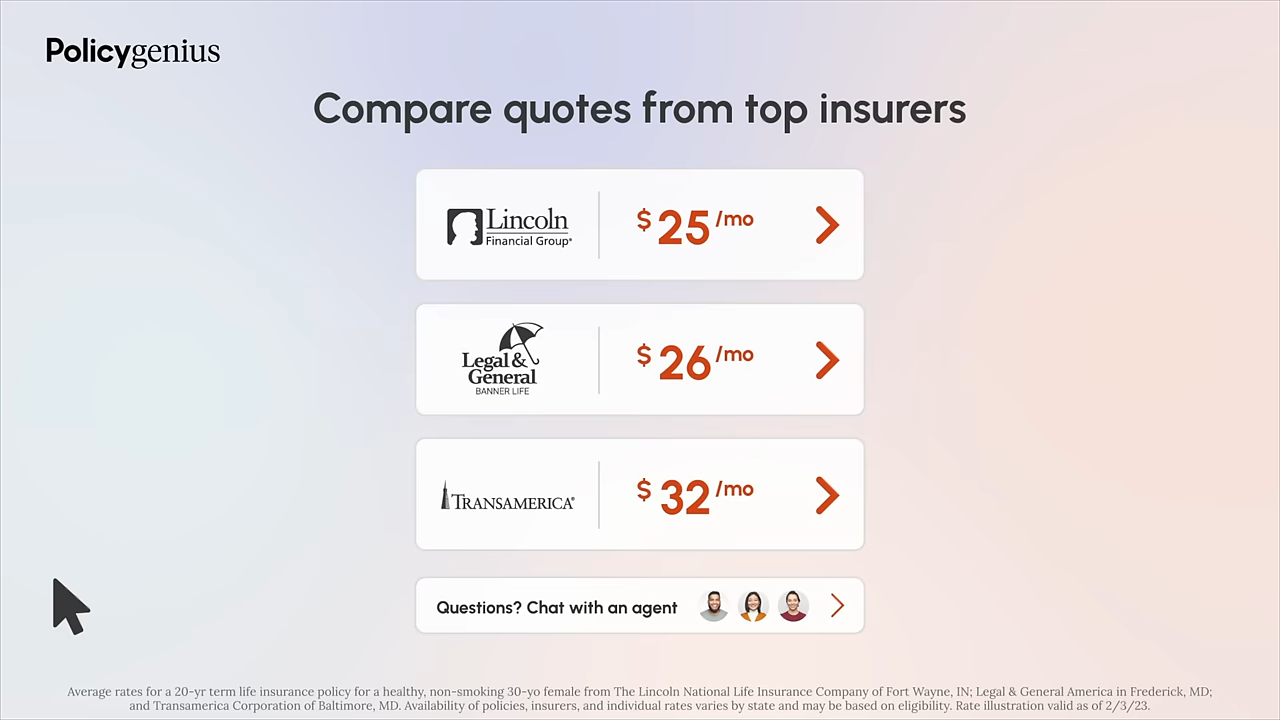 Policygenius
Compare quotes from top insurers
Lincoln
Financial Group®
$25/mo
Legal &
General
BANNER LIFE
$26/mo
TRANSAMERICA®
$32/mo
Questions? Chat with an agent
Average rates for a 20-yr term life insurance policy for a healthy, non-smoking 30-yo female from The Lincoln National Life Insurance Company of Fort Wayne, IN; Legal & General America in Frederick, MD;
and Transamerica Corporation of Baltimore, MD. Availability of policies, insurers, and individual rates varies by state and may be based on eligibility. Rate illustration valid as of 2/3/23.